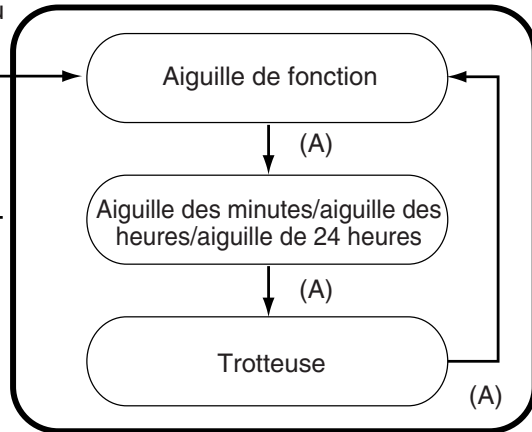 u
Aiguille de fonction
(A)
Aiguille des minutes/aiguille des
heures/aiguille de 24 heures
(A)
Trotteuse
(A)